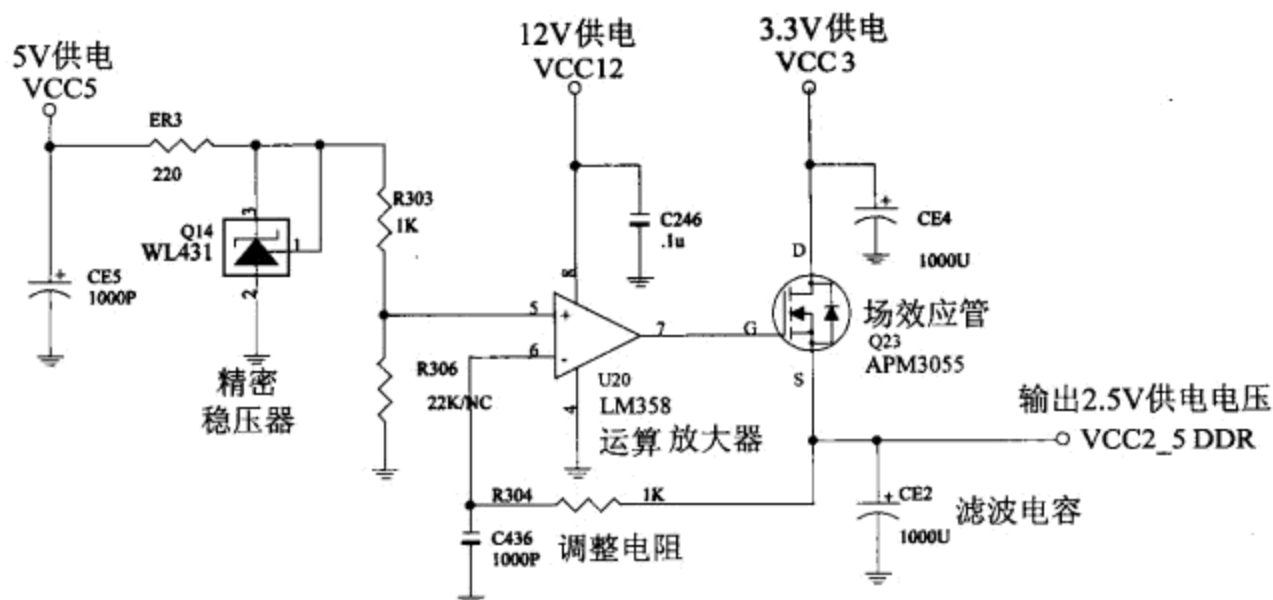 5V供电
VCC5
12V供电
VCC12
3.3V供电
VCC 3
ER3
220
R303
1K
C246
.1u
CE4
1000U
Q14
WL431
3
1
2
CE5
1000P
精密
稳压器
R306
22K/NC
5
+
6
-
8
7
4
U20
LM358
运算 放大器
D
G
S
场效应管
Q23
APM3055
输出2.5V供电电压
VCC2_5 DDR
R304
1K
调整电阻
C436
1000P
CE2
1000U
滤波电容